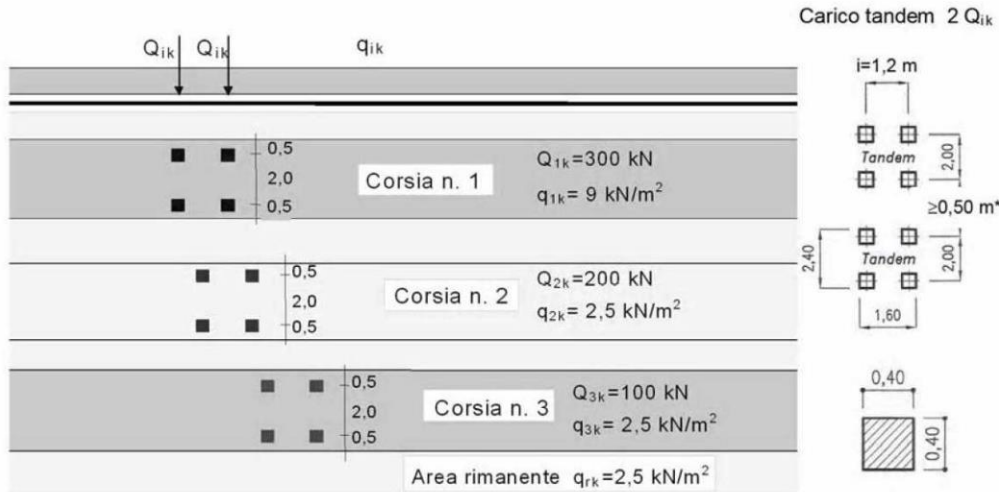 Carico tandem 2 Qik
Qik Qik qik
i=1,2 m
0,5
2,0
0,5
Corsia n. 1
Q1k=300 kN
q1k= 9 kN/m²
Tandem
2,00
≥0,50 m*
0,5
2,0
0,5
Corsia n. 2
Q2k=200 kN
q2k= 2,5 kN/m²
2,40
Tandem
2,00
1,60
0,5
2,0
0,5
Corsia n. 3
Q3k=100 kN
q3k= 2,5 kN/m²
0,40
0,40
Area rimanente qrk=2,5 kN/m²